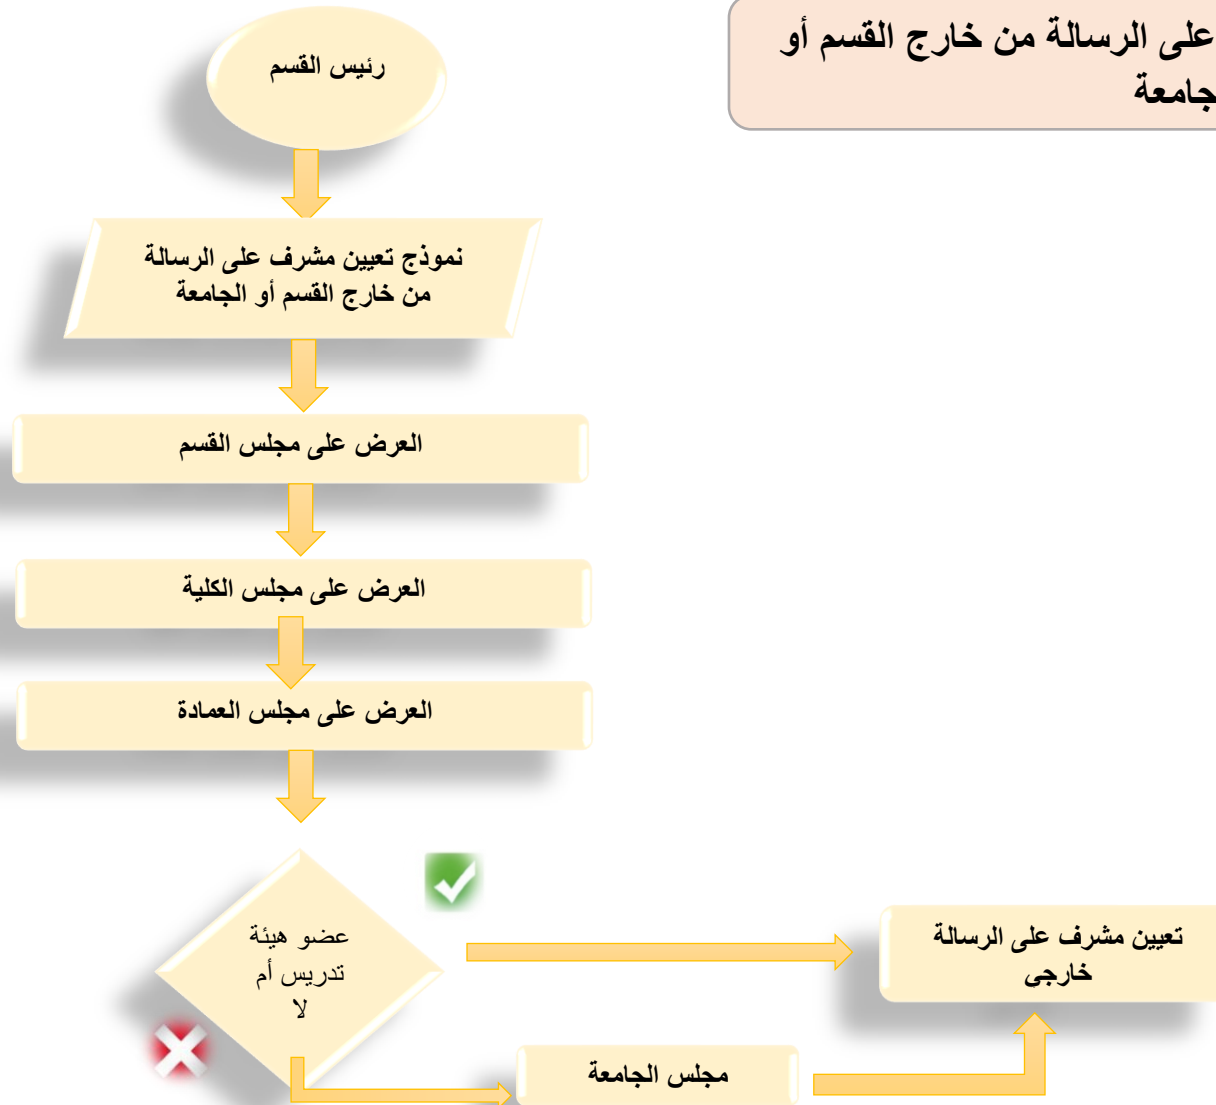 على الرسالة من خارج القسم أو
جامعة
رئيس القسم
نموذج تعيين مشرف على الرسالة
من خارج القسم أو الجامعة
العرض على مجلس القسم
العرض على مجلس الكلية
العرض على مجلس العمادة
عضو هيئة
تدريس أم
لا
تعيين مشرف على الرسالة
خارجى
مجلس الجامعة